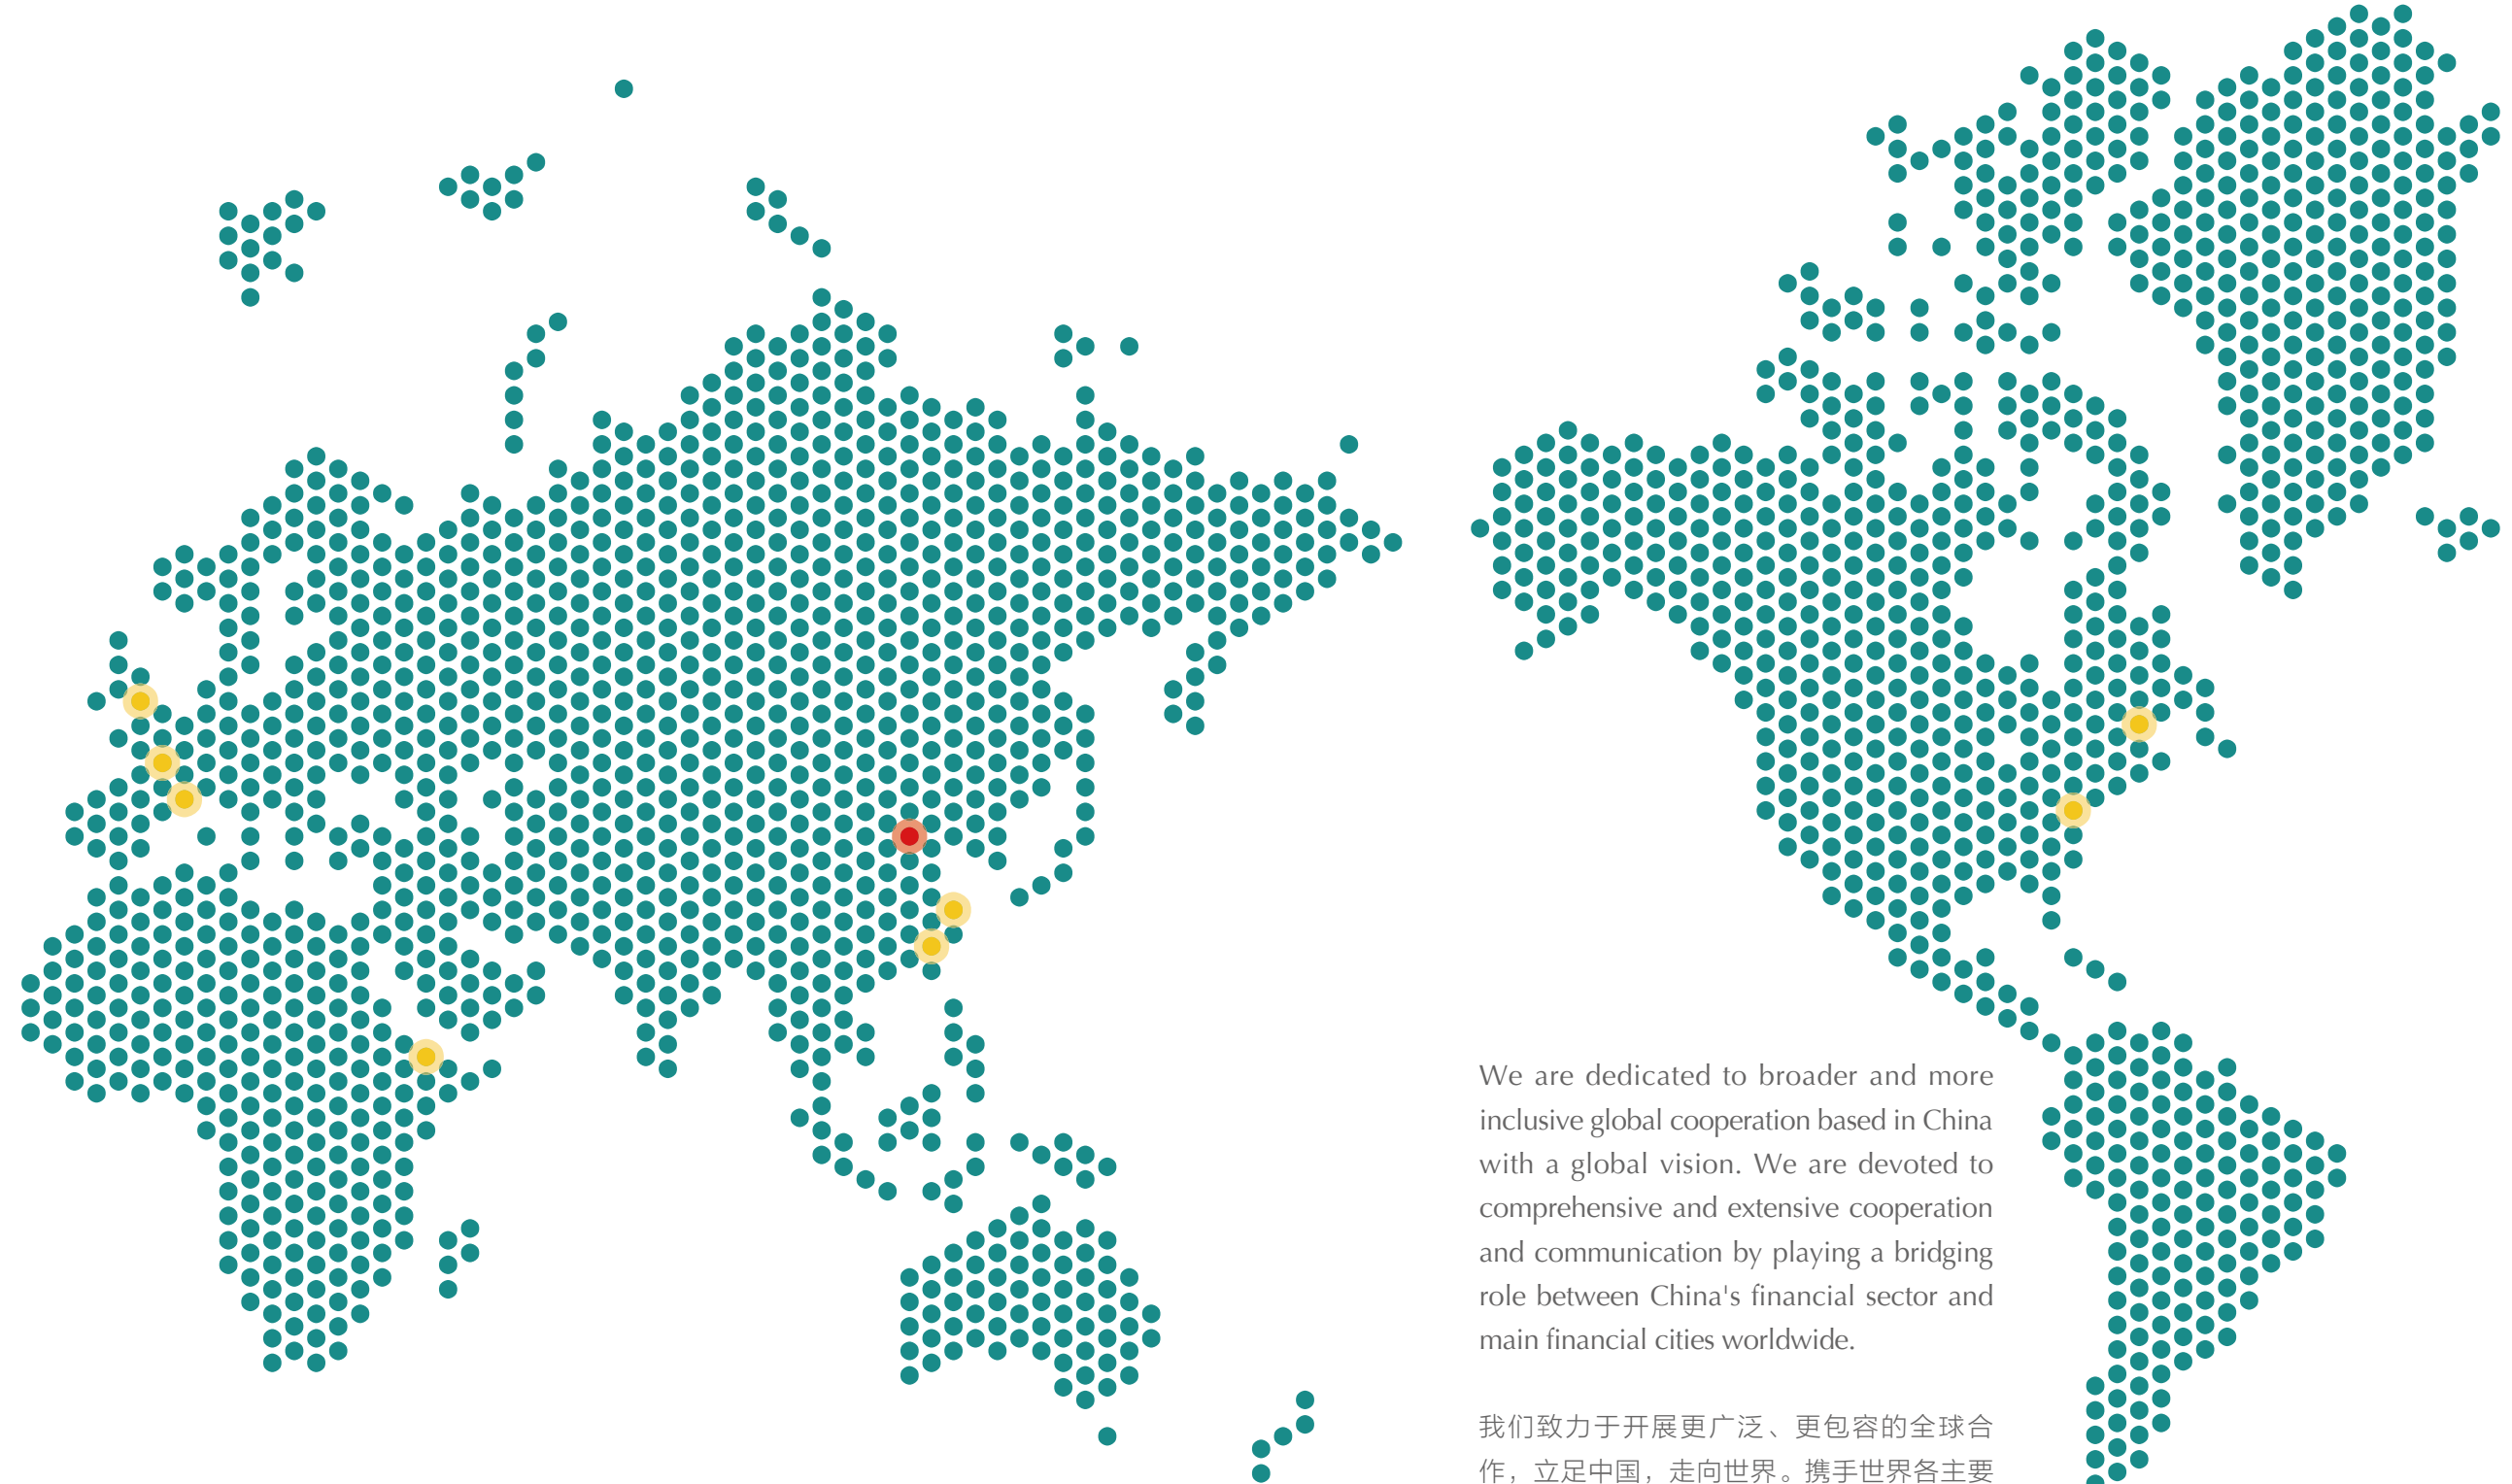 We are dedicated to broader and more
inclusive global cooperation based in China
with a global vision. We are devoted to
comprehensive and extensive cooperation
and communication by playing a bridging
role between China's financial sector and
main financial cities worldwide.
我们致力于开展更广泛、更包容的全球合
作，立足中国，走向世界。携手世界各主要